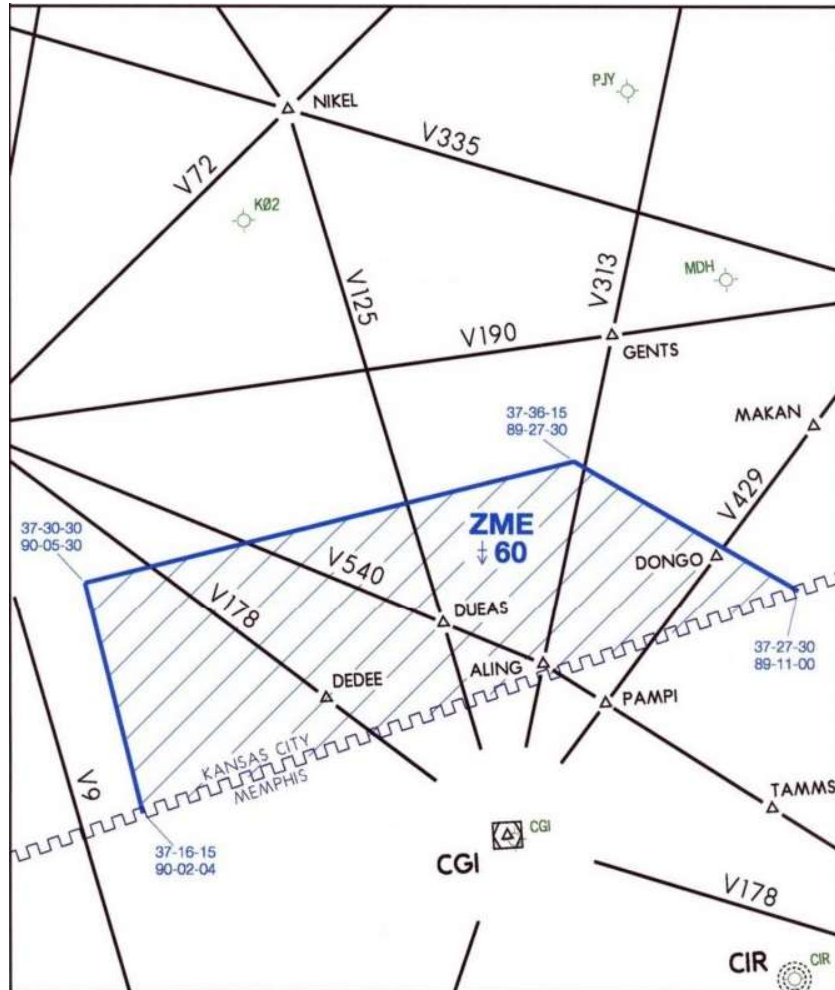 PJY
NIKEL
V335
V72
KØ2
MDH
V125
V313
V190
GENTS
37-36-15
89-27-30
MAKAN
V429
ZME
↓60
37-30-30
90-05-30
DONGO
V540
V178
DUEAS
37-27-30
89-11-00
ALING
DEDEE
PAMPI
KANSAS CITY
MEMPHIS
V9
TAMMS
CGI
CGI
37-16-15
90-02-04
V178
CIR
CIR